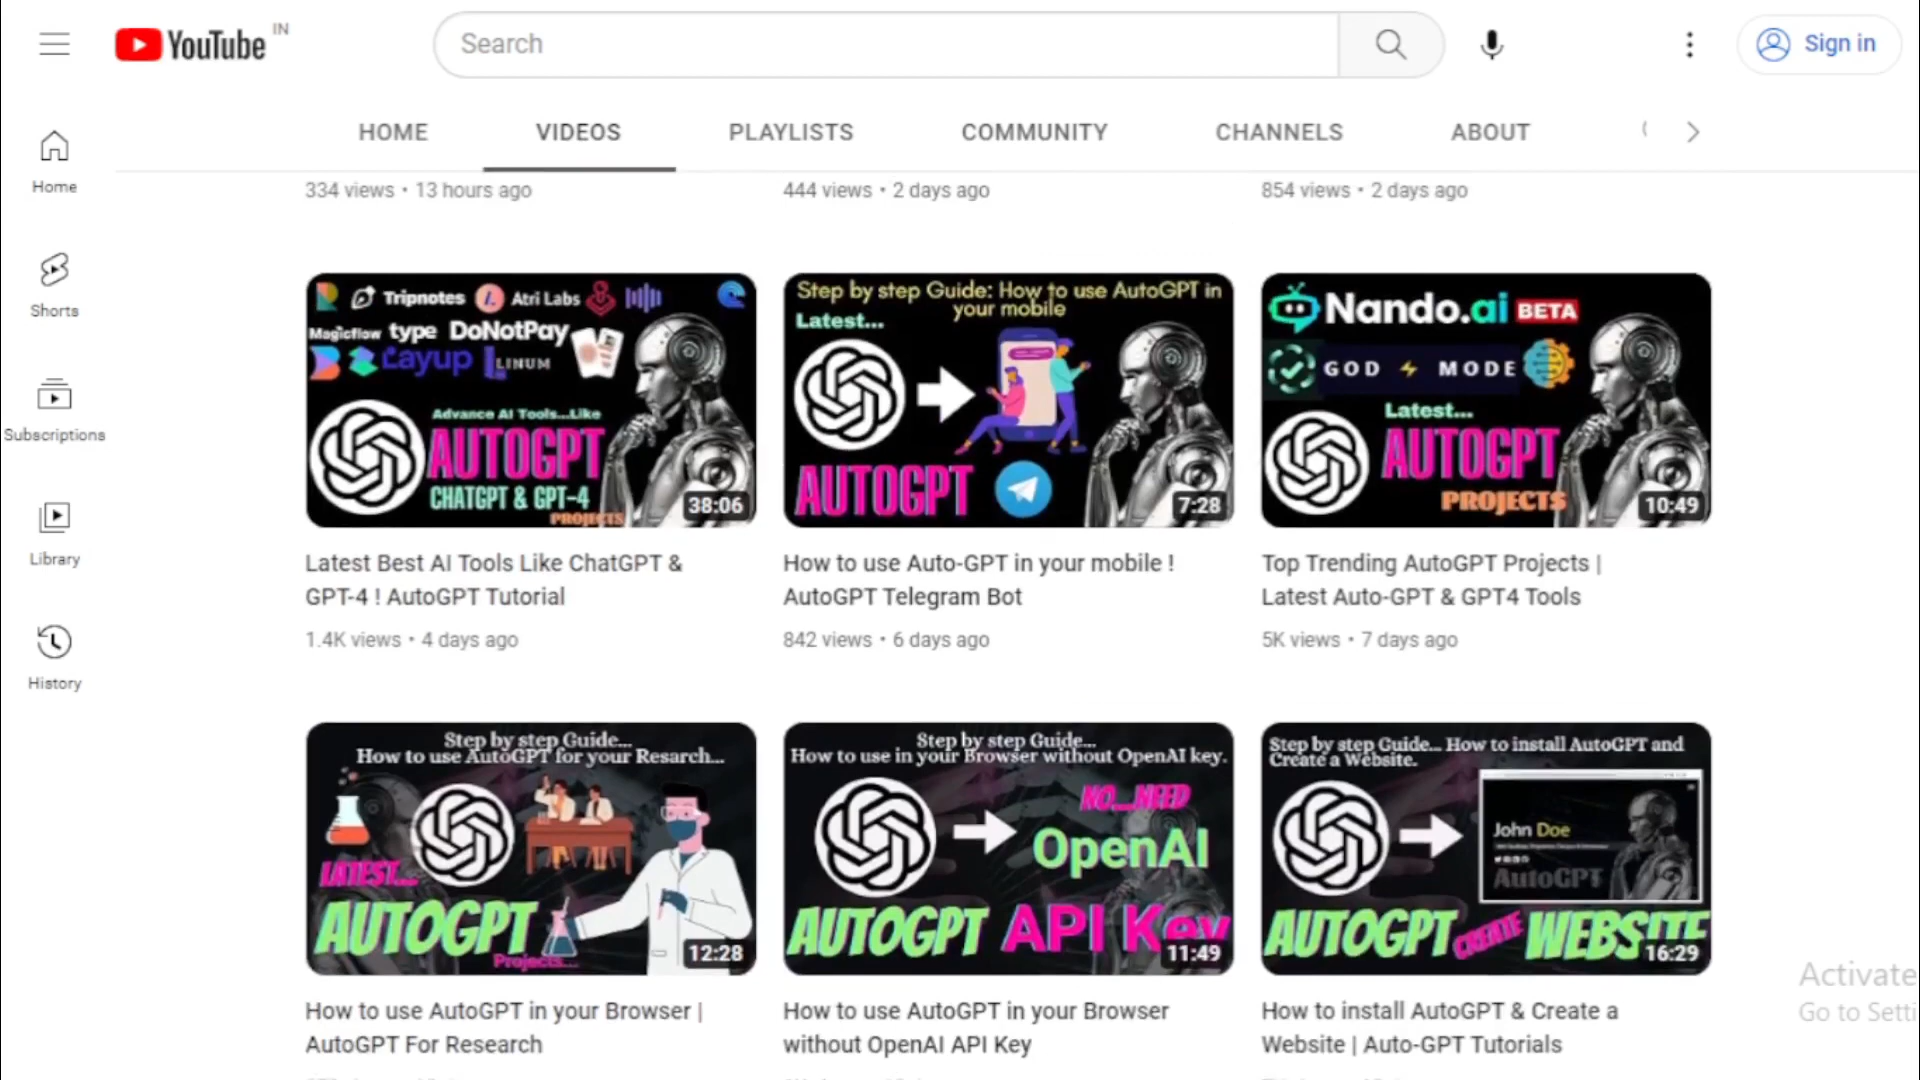 YouTube IN
Search
Sign in
HOME
VIDEOS
PLAYLISTS
COMMUNITY
CHANNELS
ABOUT
Home
Shorts
Subscriptions
Library
History
334 views • 13 hours ago
444 views • 2 days ago
854 views • 2 days ago
Tripnotes Atri Labs
Magicflow type DoNotPay
Layup LINUM
Advance AI Tools...Like
AUTOGPT
CHATGPT & GPT-4
PROJECTS
38:06
Latest Best AI Tools Like ChatGPT &
GPT-4 ! AutoGPT Tutorial
1.4K views • 4 days ago
Step by step Guide: How to use AutoGPT in
your mobile
Latest...
AUTOGPT
7:28
How to use Auto-GPT in your mobile !
AutoGPT Telegram Bot
842 views • 6 days ago
Nando.ai BETA
GOD MODE
Latest...
AUTOGPT
PROJECTS
10:49
Top Trending AutoGPT Projects |
Latest Auto-GPT & GPT4 Tools
5K views • 7 days ago
Step by step Guide...
How to use AutoGPT for your Resarch...
LATEST...
AUTOGPT
Projects...
12:28
How to use AutoGPT in your Browser |
AutoGPT For Research
Step by step Guide...
How to use in your Browser without OpenAI key.
NO...NEED
OpenAI
AUTOGPT API Key
11:49
How to use AutoGPT in your Browser
without OpenAI API Key
Step by step Guide... How to install AutoGPT and
Create a Website.
John Doe
AutoGPT
AUTOGPT CREATE WEBSITE
16:29
How to install AutoGPT & Create a
Website | Auto-GPT Tutorials
Activate
Go to Setti